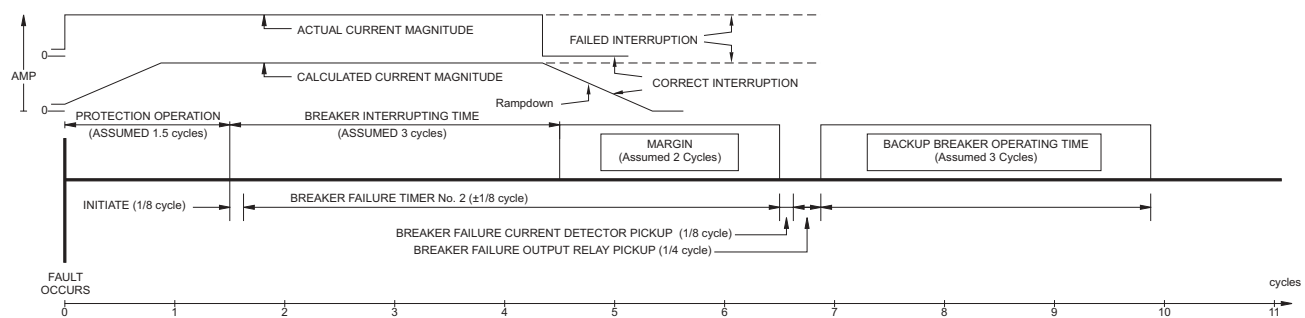 ACTUAL CURRENT MAGNITUDE
FAILED INTERRUPTION
0
AMP
CALCULATED CURRENT MAGNITUDE
CORRECT INTERRUPTION
Rampdown
0
PROTECTION OPERATION
(ASSUMED 1.5 cycles)
BREAKER INTERRUPTING TIME
(ASSUMED 3 cycles)
MARGIN
(Assumed 2 Cycles)
BACKUP BREAKER OPERATING TIME
(Assumed 3 Cycles)
INITIATE (1/8 cycle)
BREAKER FAILURE TIMER No. 2 (±1/8 cycle)
BREAKER FAILURE CURRENT DETECTOR PICKUP (1/8 cycle)
BREAKER FAILURE OUTPUT RELAY PICKUP (1/4 cycle)
FAULT
OCCURS
cycles
0 1 2 3 4 5 6 7 8 9 10 11